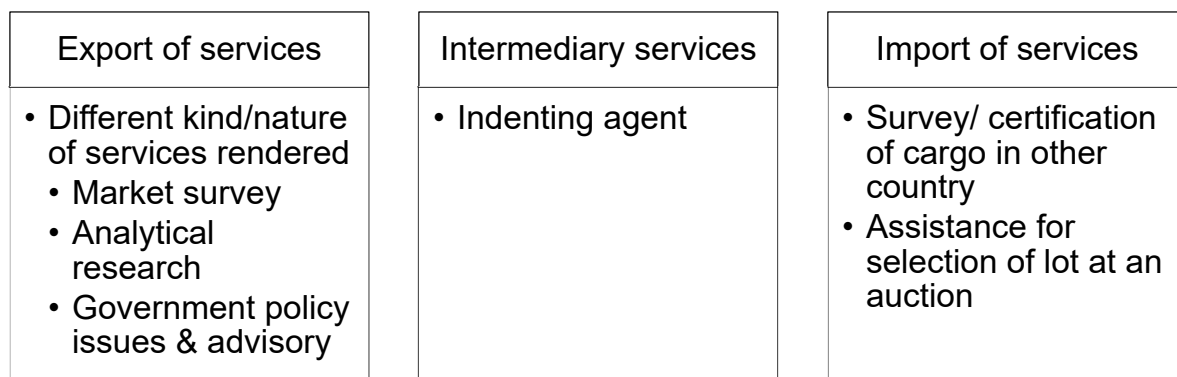 Export of services
• Different kind/nature
of services rendered
• Market survey
• Analytical
research
• Government policy
issues & advisory
Intermediary services
• Indenting agent
Import of services
• Survey/ certification
of cargo in other
country
• Assistance for
selection of lot at an
auction